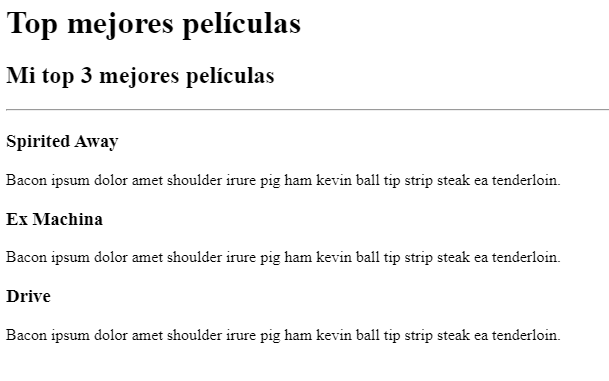 Top mejores películas
Mi top 3 mejores películas
Spirited Away
Bacon ipsum dolor amet shoulder irure pig ham kevin ball tip strip steak ea tenderloin.
Ex Machina
Bacon ipsum dolor amet shoulder irure pig ham kevin ball tip strip steak ea tenderloin.
Drive
Bacon ipsum dolor amet shoulder irure pig ham kevin ball tip strip steak ea tenderloin.